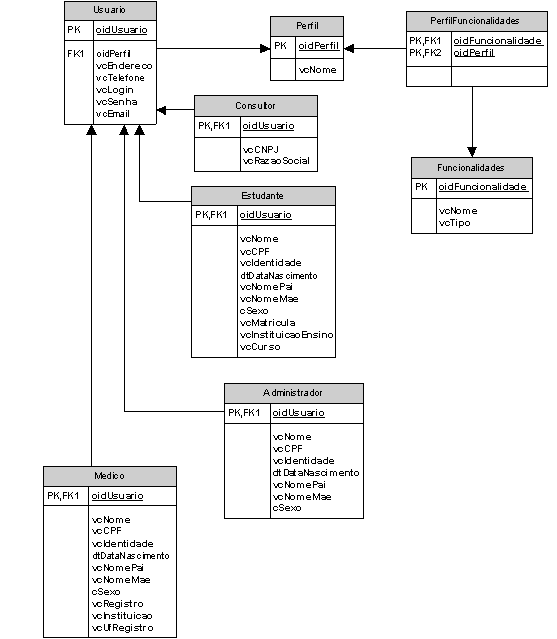 Usuario
PK oidUsuario
FK1 oidPerfil
vcEndereco
vcTelefone
vcLogin
vcSenha
vcEmail
Perfil
PK oidPerfil
vcNome
PerfilFuncionalidades
PK,FK1 oidFuncionalidade
PK,FK2 oidPerfil
Consultor
PK,FK1 oidUsuario
vcCNPJ
vcRazaoSocial
Funcionalidades
PK oidFuncionalidade
vcNome
vcTipo
Estudante
PK,FK1 oidUsuario
vcNome
vcCPF
vcIdentidade
dtDataNascimento
vcNomePai
vcNomeMae
cSexo
vcMatricula
vcInstituicaoEnsino
vcCurso
Administrador
PK,FK1 oidUsuario
vcNome
vcCPF
vcIdentidade
dtDataNascimento
vcNomePai
vcNomeMae
cSexo
Medico
PK,FK1 oidUsuario
vcNome
vcCPF
vcIdentidade
dtDataNascimento
vcNomePai
vcNomeMae
cSexo
vcRegistro
vcInstituicao
vcUfRegistro